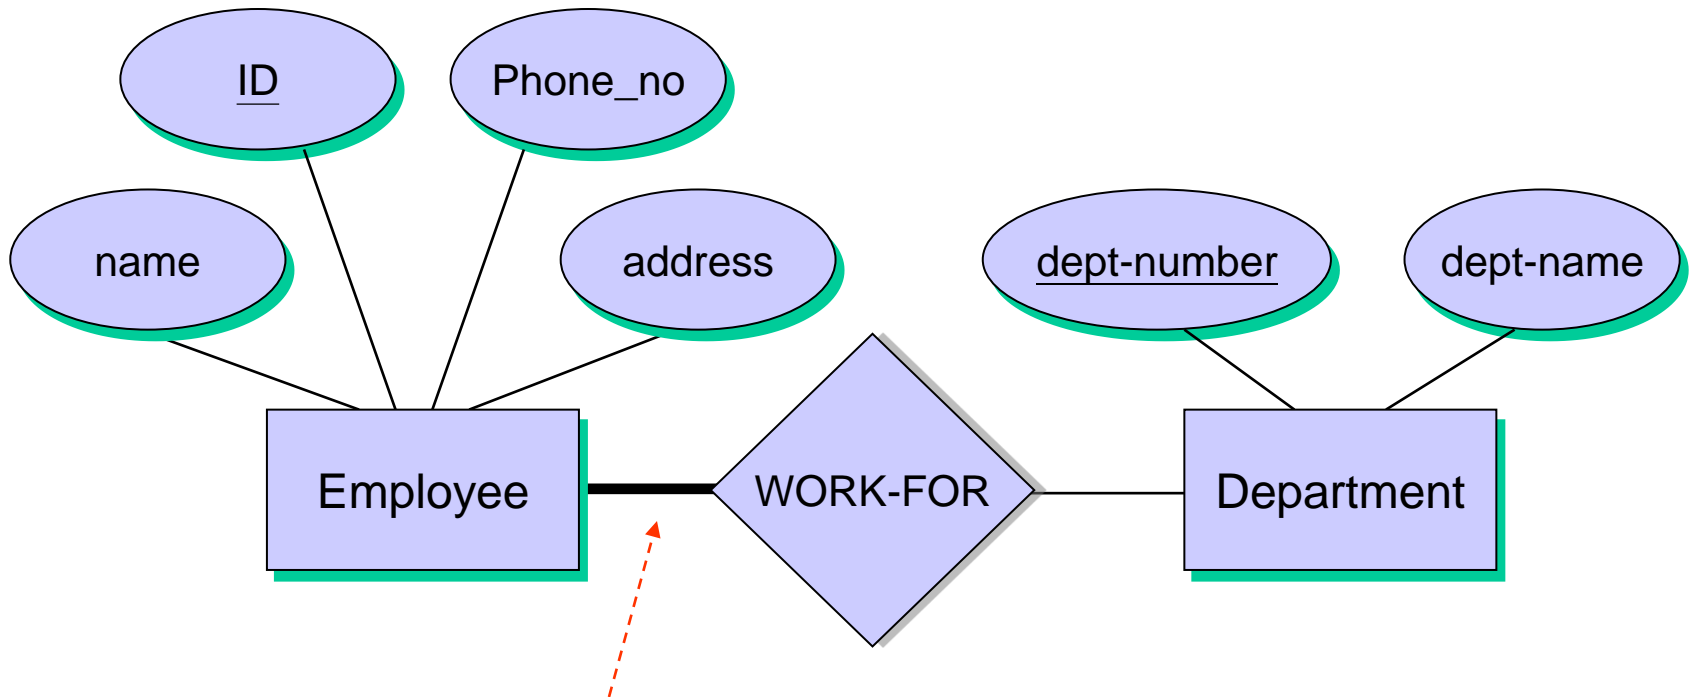 ID
Phone_no
name
address
dept-number
dept-name
Employee
WORK-FOR
Department